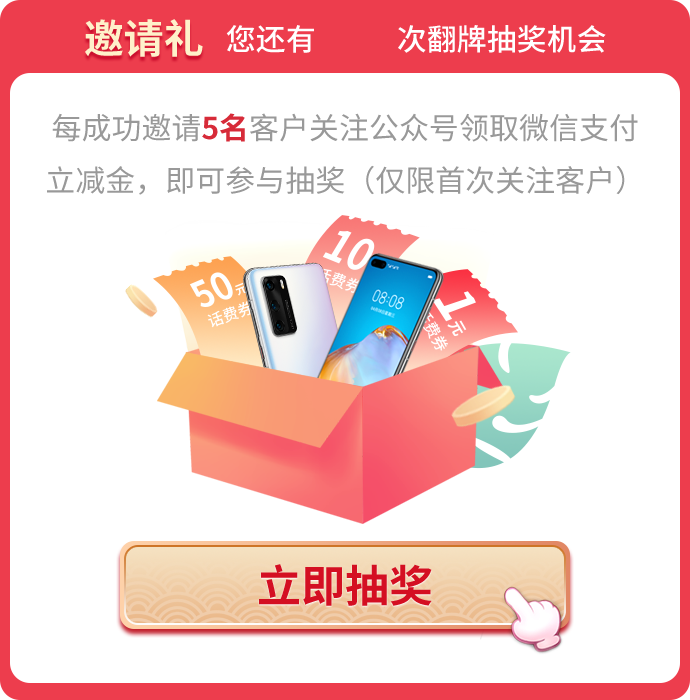 邀请礼 您还有 次翻牌抽奖机会
每成功邀请5名客户关注公众号领取微信支付
立减金，即可参与抽奖（仅限首次关注客户）
50元
话费券
10
话费券
08:08
1元
话费券
立即抽奖